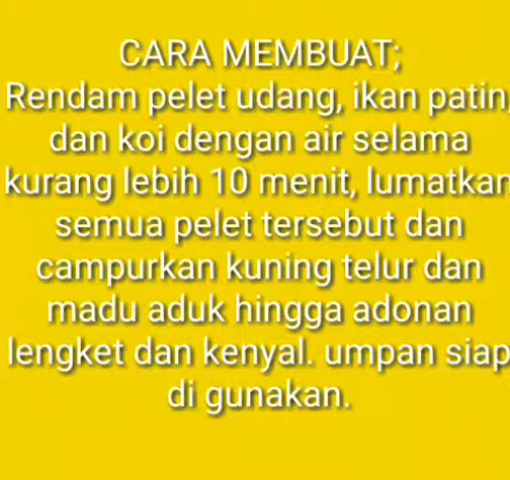 CARA MEMBUAT;
Rendam pelet udang, ikan patin,
dan koi dengan air selama
kurang lebih 10 menit, lumatkan
semua pelet tersebut dan
campurkan kuning telur dan
madu aduk hingga adonan
lengket dan kenyal. umpan siap
di gunakan.